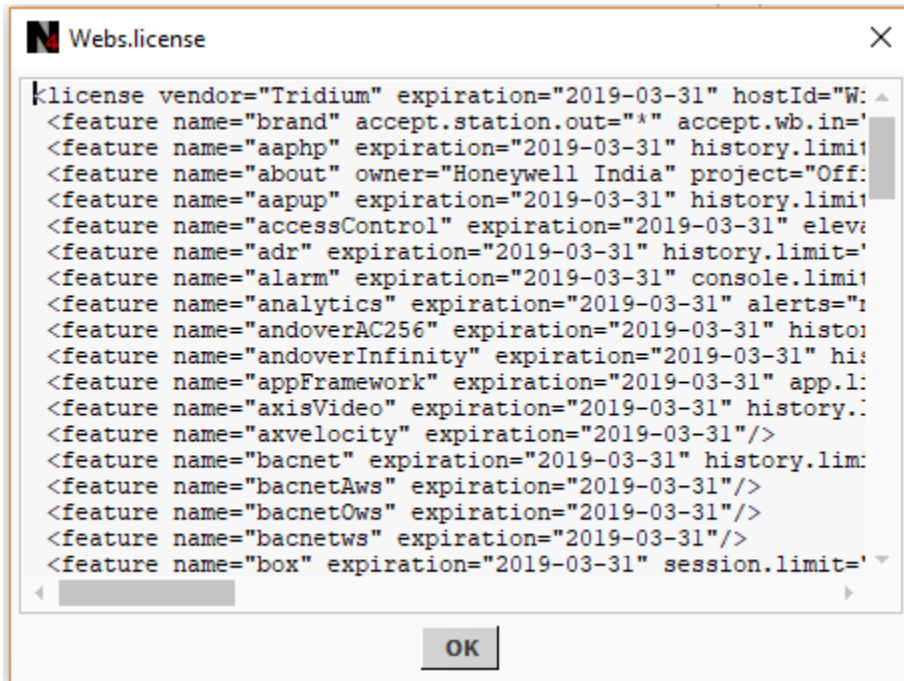 N4 Webs.license
<license vendor="Tridium" expiration="2019-03-31" hostId="Wi
<feature name="brand" accept.station.out="*" accept.wb.in="
<feature name="aaphp" expiration="2019-03-31" history.limit
<feature name="about" owner="Honeywell India" project="Offi
<feature name="aapup" expiration="2019-03-31" history.limit
<feature name="accessControl" expiration="2019-03-31" eleva
<feature name="adr" expiration="2019-03-31" history.limit="
<feature name="alarm" expiration="2019-03-31" console.limit
<feature name="analytics" expiration="2019-03-31" alerts="n
<feature name="andoverAC256" expiration="2019-03-31" histor
<feature name="andoverInfinity" expiration="2019-03-31" his
<feature name="appFramework" expiration="2019-03-31" app.li
<feature name="axisVideo" expiration="2019-03-31" history.l
<feature name="axvelocity" expiration="2019-03-31"/>
<feature name="bacnet" expiration="2019-03-31" history.limi
<feature name="bacnetAws" expiration="2019-03-31"/>
<feature name="bacnetOws" expiration="2019-03-31"/>
<feature name="bacnetws" expiration="2019-03-31"/>
<feature name="box" expiration="2019-03-31" session.limit="
OK